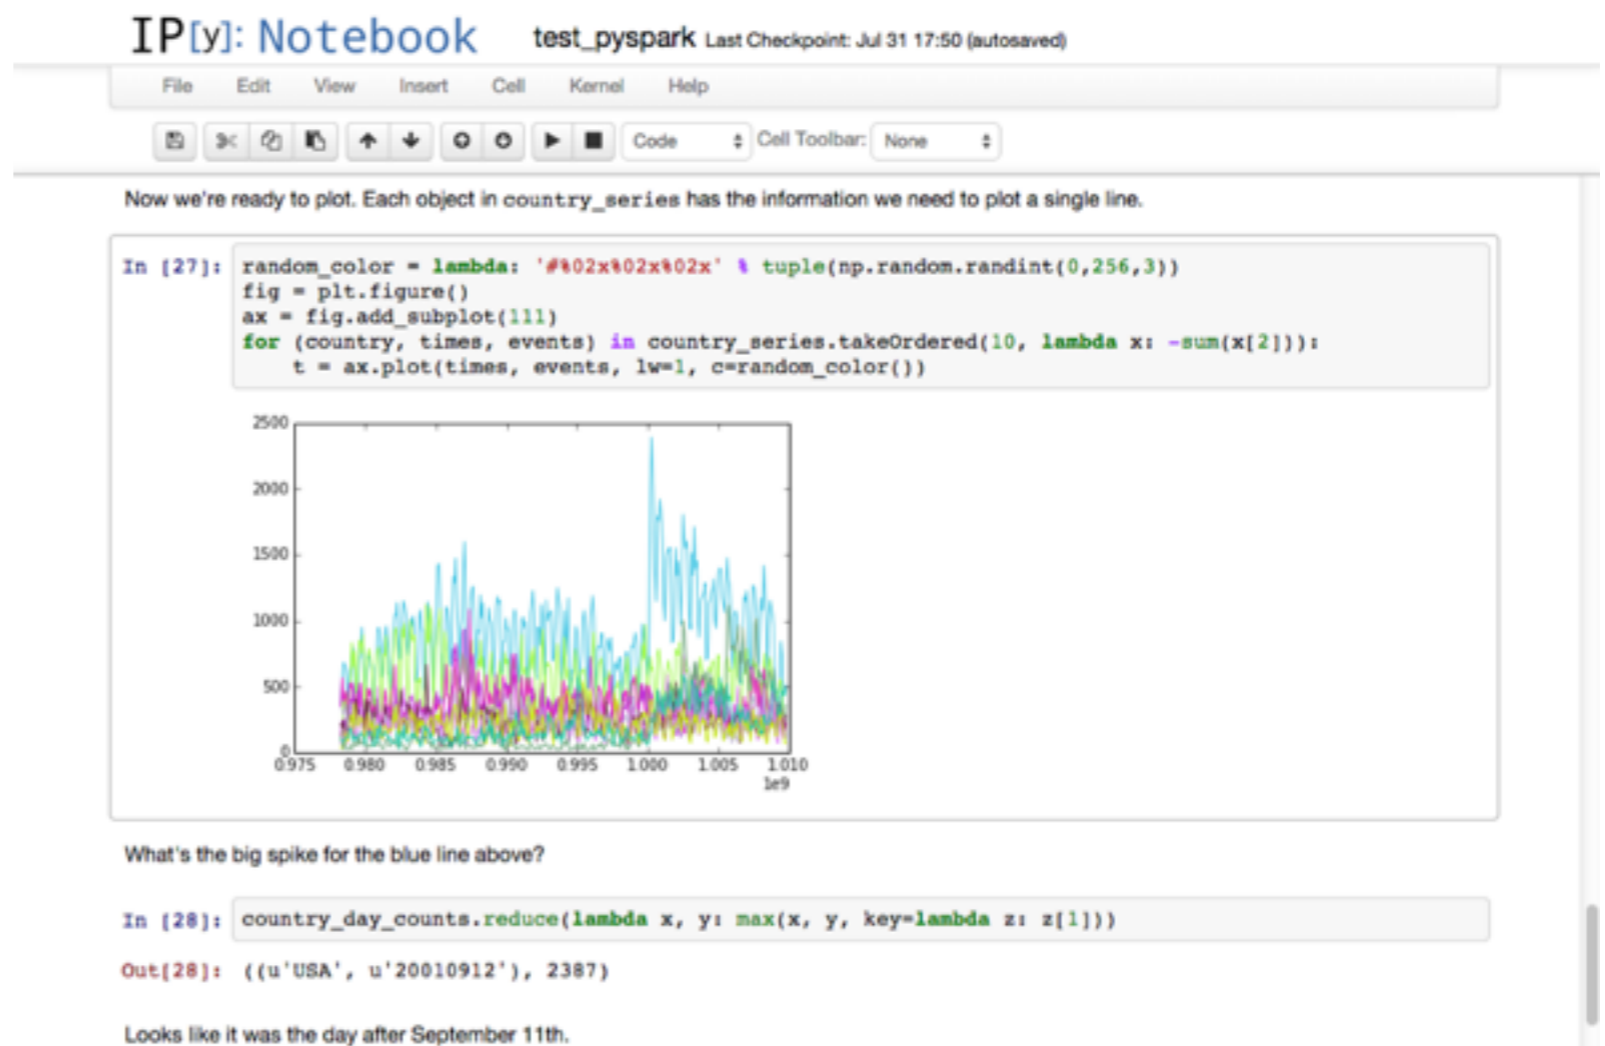 IP[y]: Notebook test_pyspark Last Checkpoint: Jul 31 17:50 (autosaved)
File Edit View Insert Cell Kernel Help
Code Cell Toolbar: None
Now we're ready to plot. Each object in country_series has the information we need to plot a single line.
In [27]: random_color = lambda: '#%02x%02x%02x' % tuple(np.random.randint(0,256,3))
fig = plt.figure()
ax = fig.add_subplot(111)
for (country, times, events) in country_series.takeOrdered(10, lambda x: -sum(x[2])):
    t = ax.plot(times, events, lw=1, c=random_color())
2500
2000
1500
1000
500
0
0.975 0.980 0.985 0.990 0.995 1.000 1.005 1.010
1e9
What's the big spike for the blue line above?
In [28]: country_day_counts.reduce(lambda x, y: max(x, y, key=lambda z: z[1]))
Out[28]: ((u'USA', u'20010912'), 2387)
Looks like it was the day after September 11th.